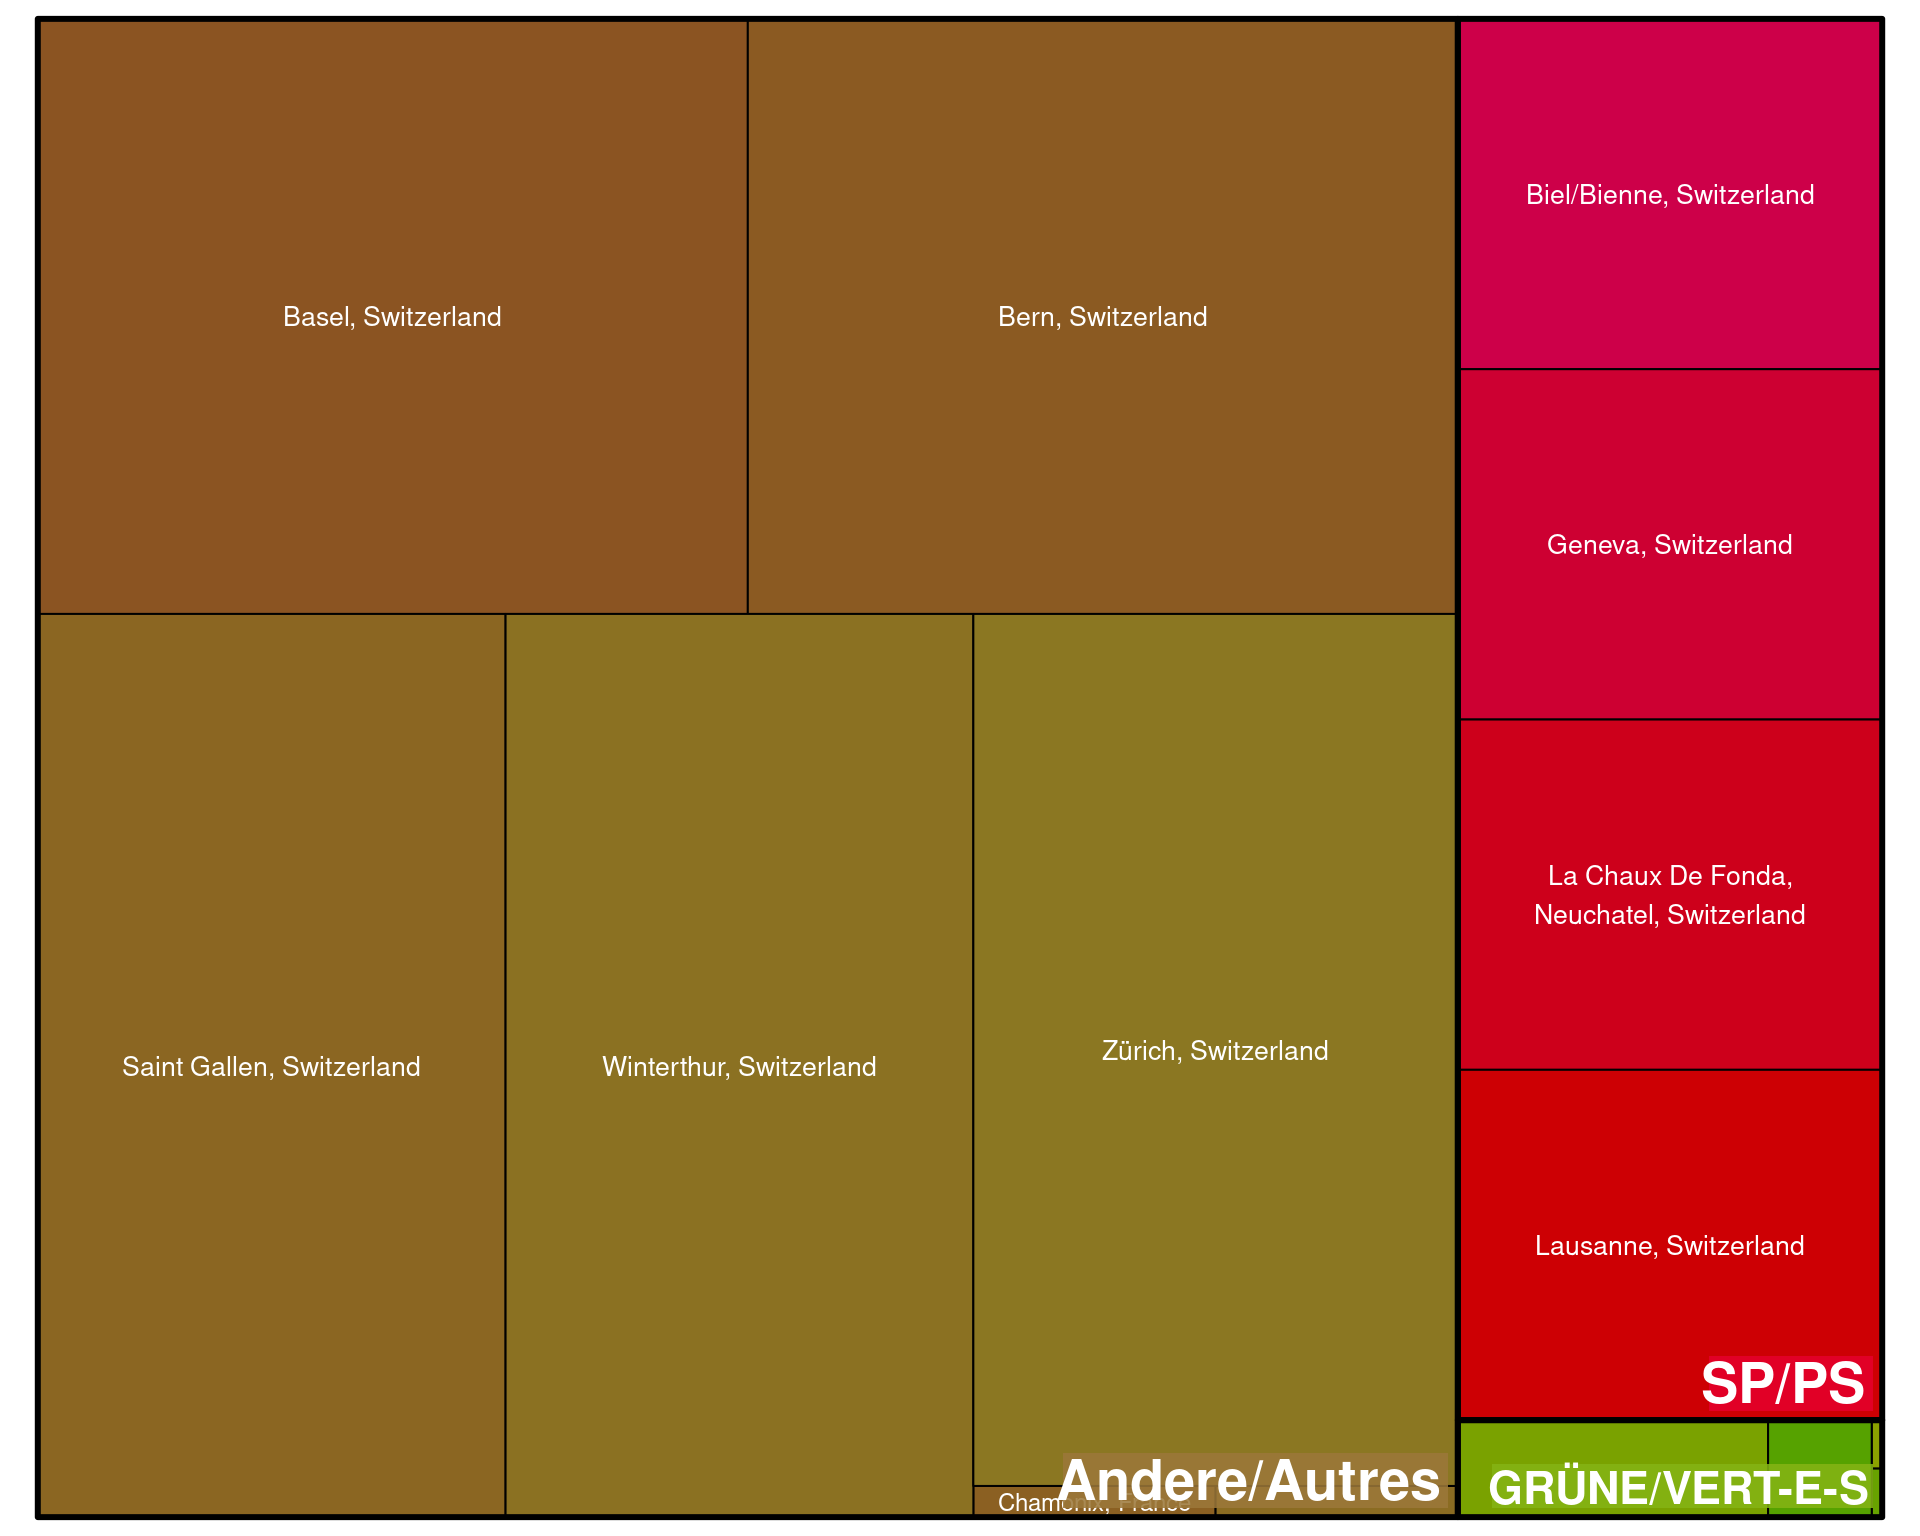 Basel, Switzerland
Bern, Switzerland
Biel/Bienne, Switzerland
Geneva, Switzerland
La Chaux De Fonda,
Neuchatel, Switzerland
Saint Gallen, Switzerland
Winterthur, Switzerland
Zürich, Switzerland
Lausanne, Switzerland
SP/PS
Andere/Autres
Chamonix, France
GRÜNE/VERT-E-S